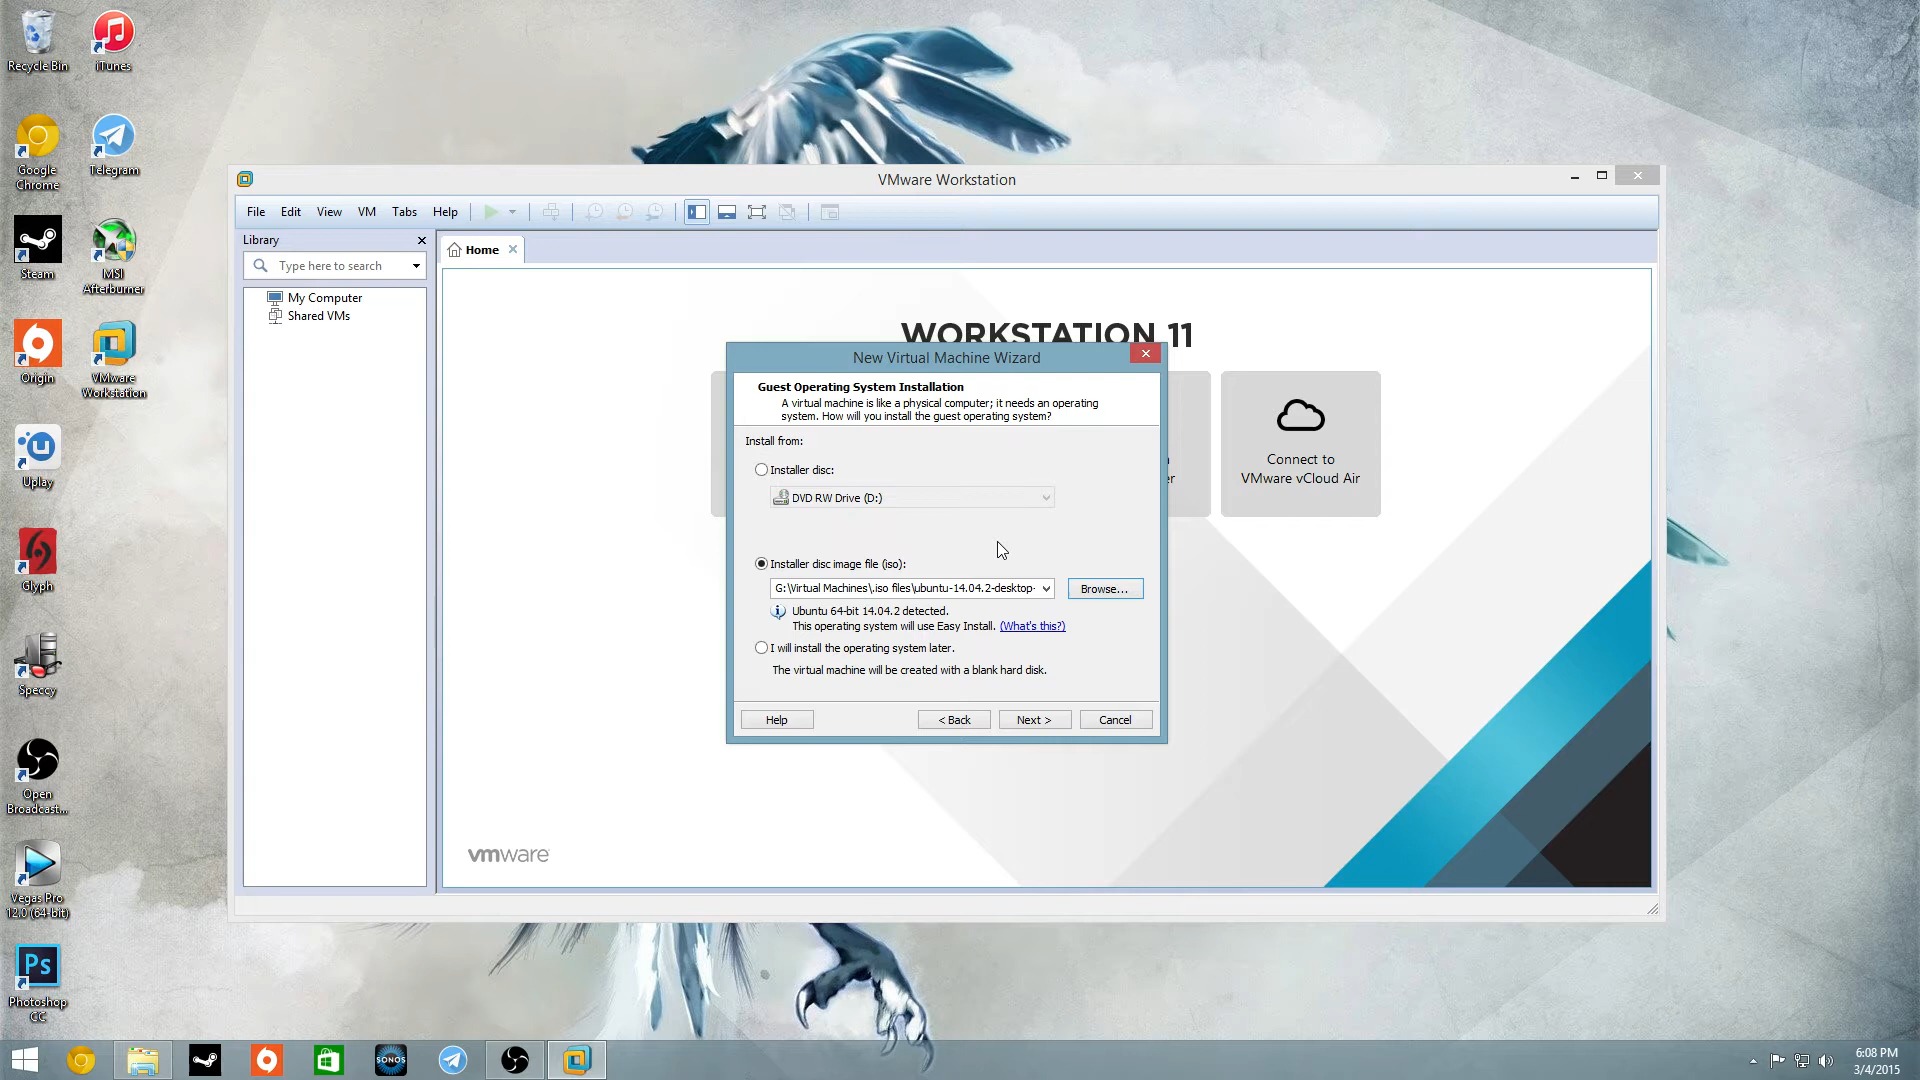 Recycle Bin
iTunes
Google
Chrome
Telegram
Steam
MSI
Afterburner
Origin
VMware
Workstation
Uplay
Glyph
Speccy
Open
Broadcast...
Vegas Pro
12.0 (64-bit)
Ps
Photoshop
CC
VMware Workstation
File Edit View VM Tabs Help
Library
Type here to search
My Computer
Shared VMs
Home
WORKSTATION 11
Connect to
VMware vCloud Air
er
vmware
New Virtual Machine Wizard
Guest Operating System Installation
A virtual machine is like a physical computer; it needs an operating
system. How will you install the guest operating system?
Install from:
Installer disc:
DVD RW Drive (D:)
Installer disc image file (iso):
G:\Virtual Machines\.iso files\ubuntu-14.04.2-desktop-
Browse...
Ubuntu 64-bit 14.04.2 detected.
This operating system will use Easy Install. (What's this?)
I will install the operating system later.
The virtual machine will be created with a blank hard disk.
Help < Back Next > Cancel
SONOS
6:08 PM
3/4/2015